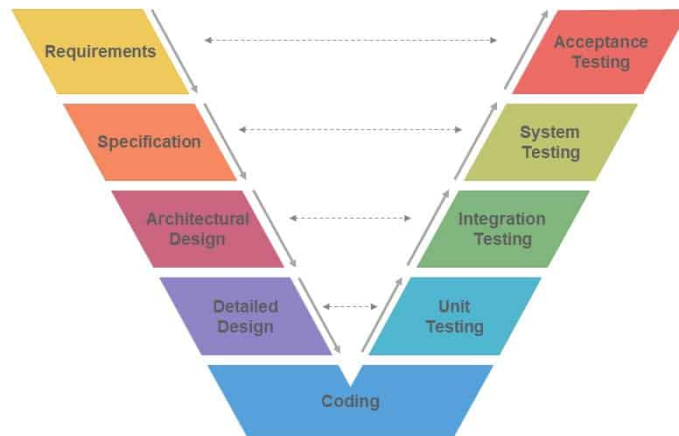 Requirements
Acceptance
Testing
Specification
System
Testing
Architectural
Design
Integration
Testing
Detailed
Design
Unit
Testing
Coding